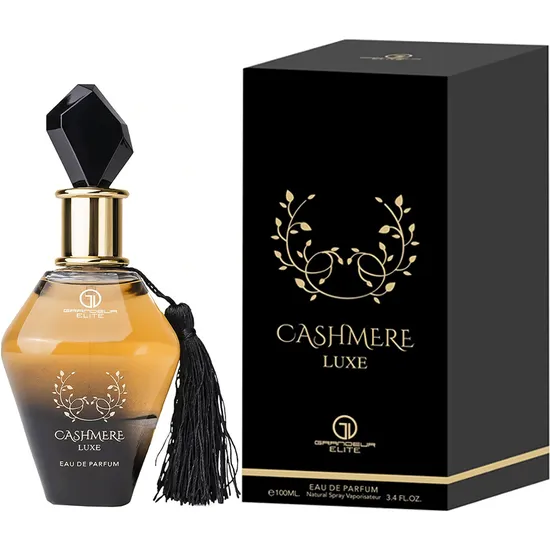 GRANDEUR
ELITE
CASHMERE
LUXE
EAU DE PARFUM
CASHMERE
LUXE
GRANDEUR
ELITE
EAU DE PARFUM
℮100ML. Natural Spray Vaporisateur 3.4 FL.OZ.